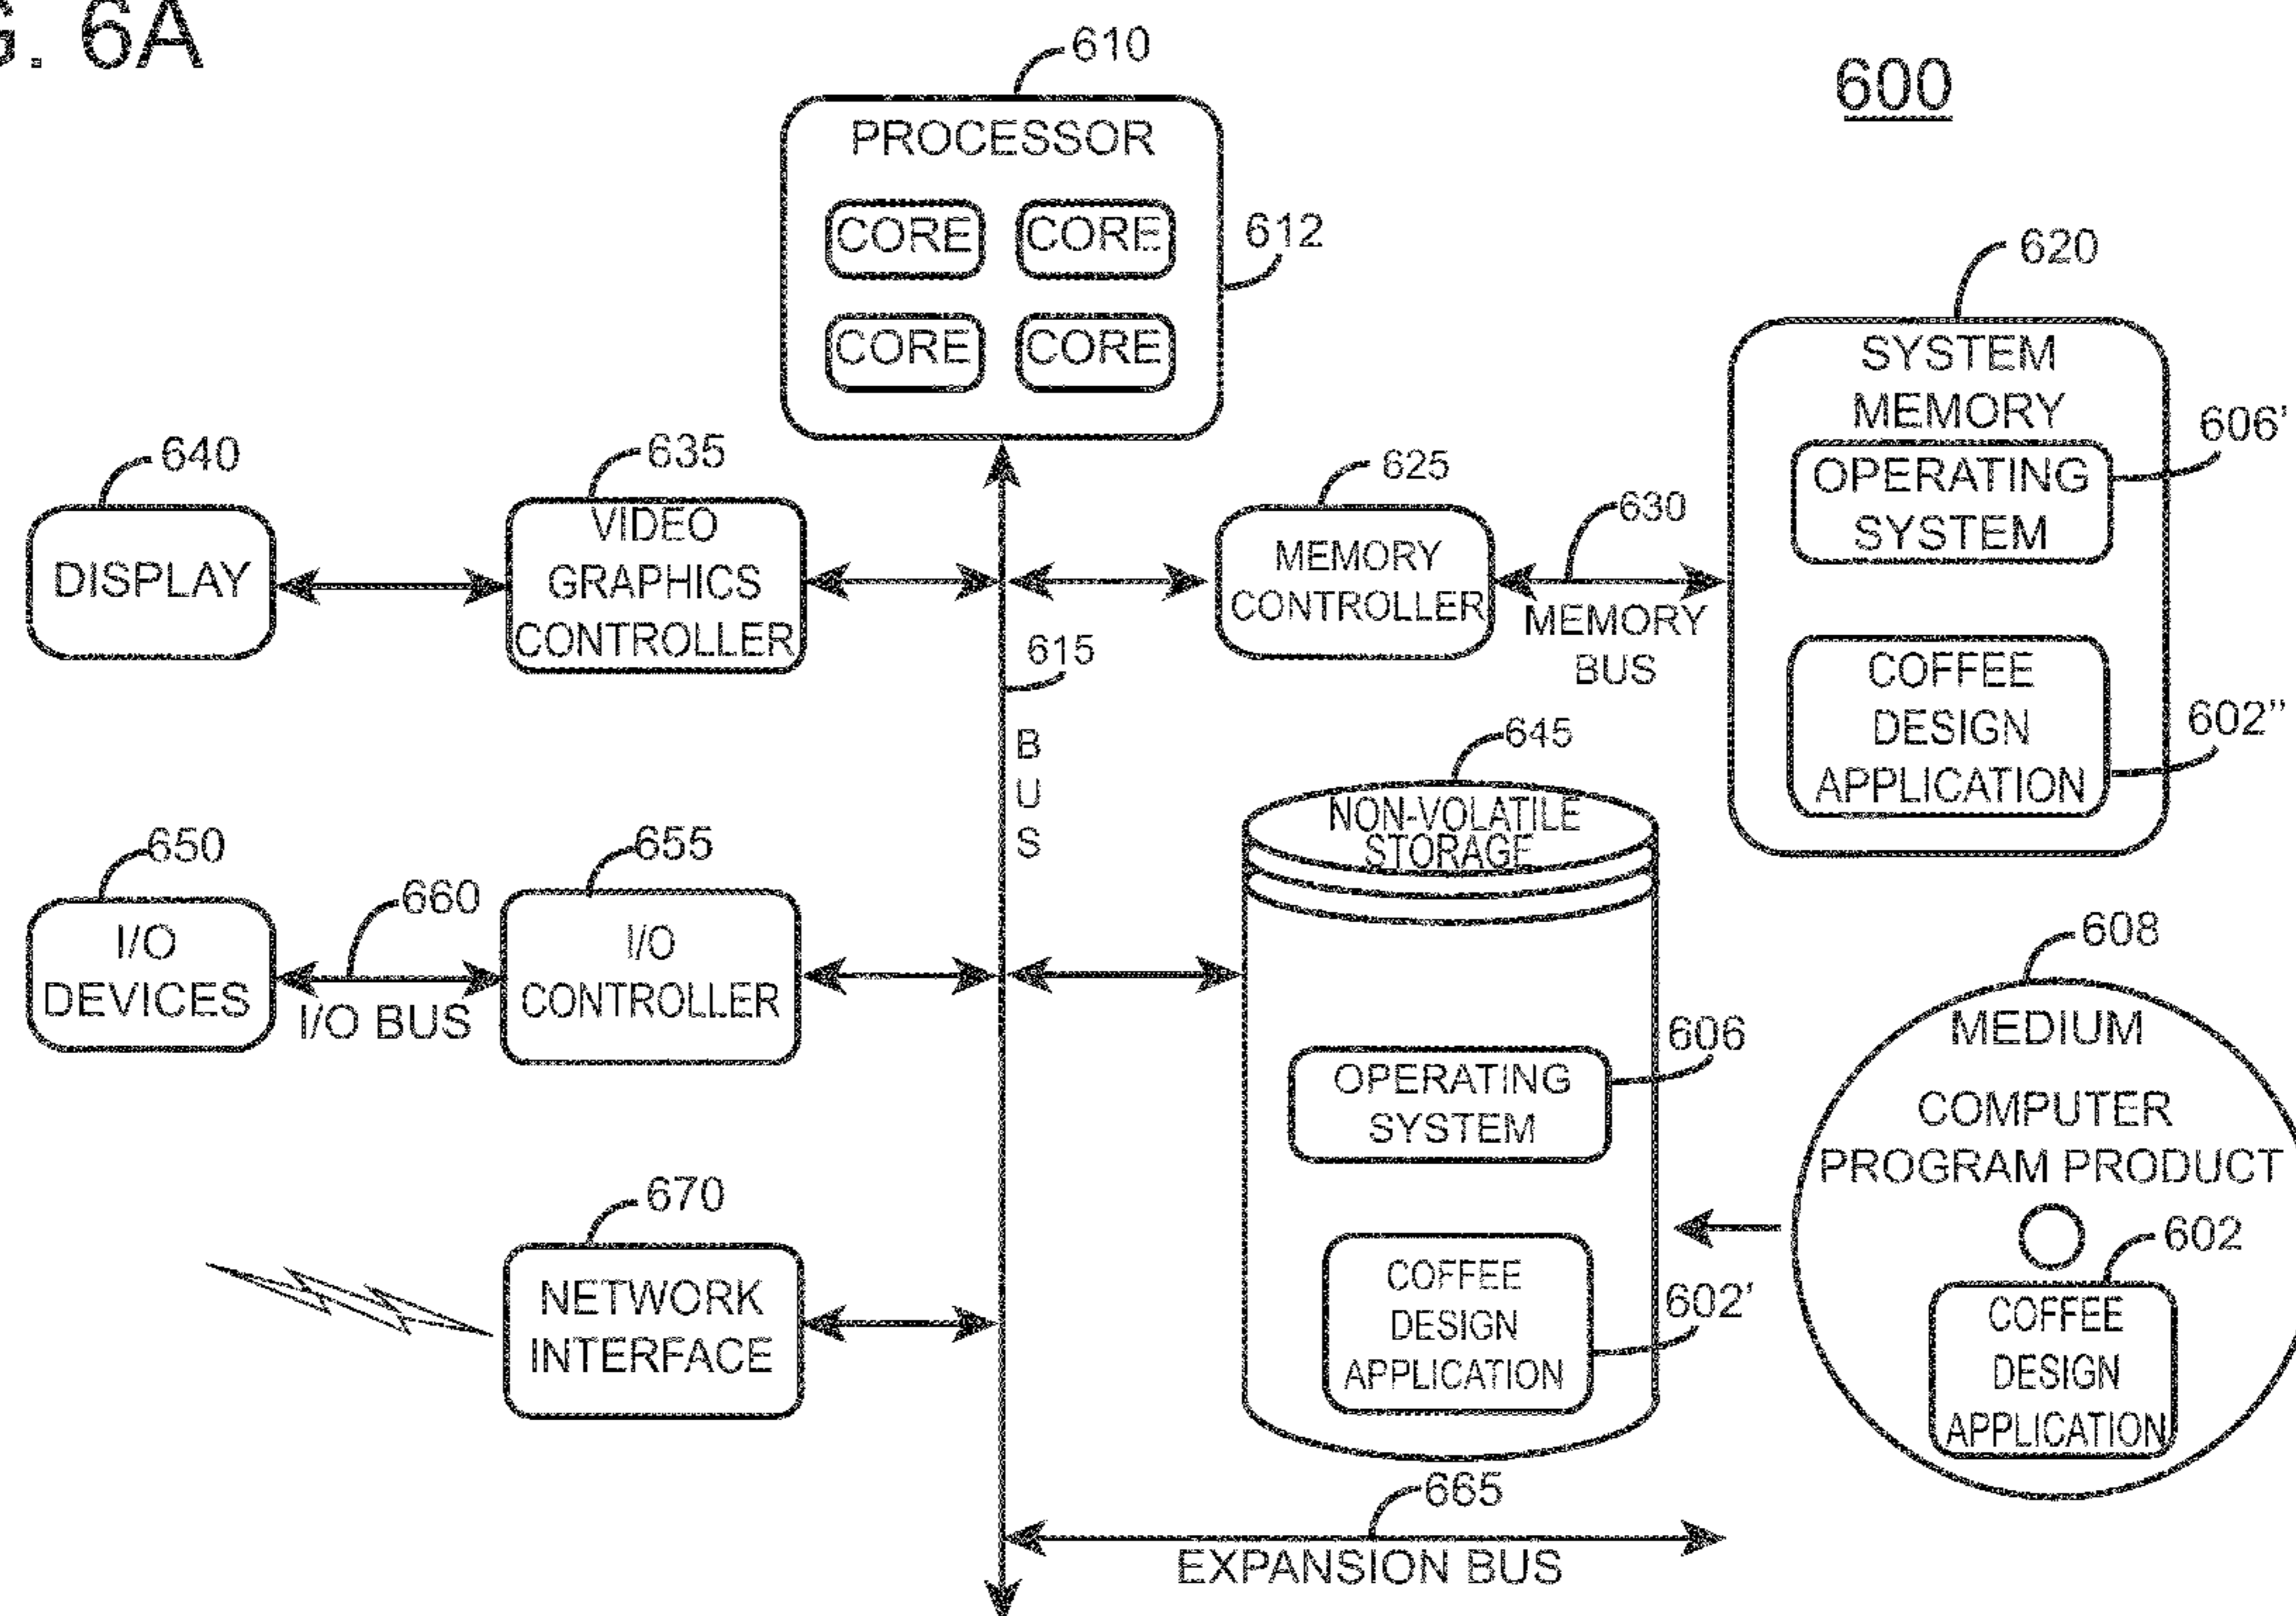 G. 6A
600
610
PROCESSOR
CORE CORE
CORE CORE
612
620
SYSTEM
MEMORY
606'
OPERATING
SYSTEM
COFFEE
DESIGN
APPLICATION
602"
640
DISPLAY
635
VIDEO
GRAPHICS
CONTROLLER
625
MEMORY
CONTROLLER
630
MEMORY
BUS
615
B
U
S
645
NON-VOLATILE
STORAGE
650
I/O
DEVICES
660
I/O BUS
655
I/O
CONTROLLER
606
OPERATING
SYSTEM
608
MEDIUM
COMPUTER
PROGRAM PRODUCT
602
COFFEE
DESIGN
APPLICATION
670
NETWORK
INTERFACE
602'
COFFEE
DESIGN
APPLICATION
665
EXPANSION BUS